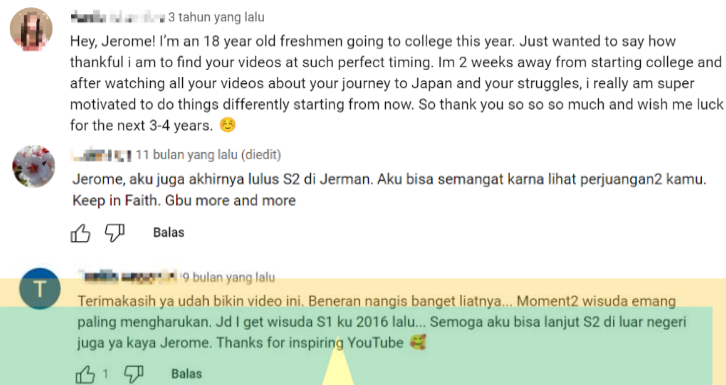 3 tahun yang lalu
Hey, Jerome! I'm an 18 year old freshmen going to college this year. Just wanted to say how
thankful i am to find your videos at such perfect timing. Im 2 weeks away from starting college and
after watching all your videos about your journey to Japan and your struggles, i really am super
motivated to do things differently starting from now. So thank you so so so much and wish me luck
for the next 3-4 years. ☺️
11 bulan yang lalu (diedit)
Jerome, aku juga akhirnya lulus S2 di Jerman. Aku bisa semangat karna lihat perjuangan2 kamu.
Keep in Faith. Gbu more and more
Balas
T
9 bulan yang lalu
Terimakasih ya udah bikin video ini. Beneran nangis banget liatnya... Moment2 wisuda emang
paling mengharukan. Jd I get wisuda S1 ku 2016 lalu... Semoga aku bisa lanjut S2 di luar negeri
juga ya kaya Jerome. Thanks for inspiring YouTube 🥰
1 Balas